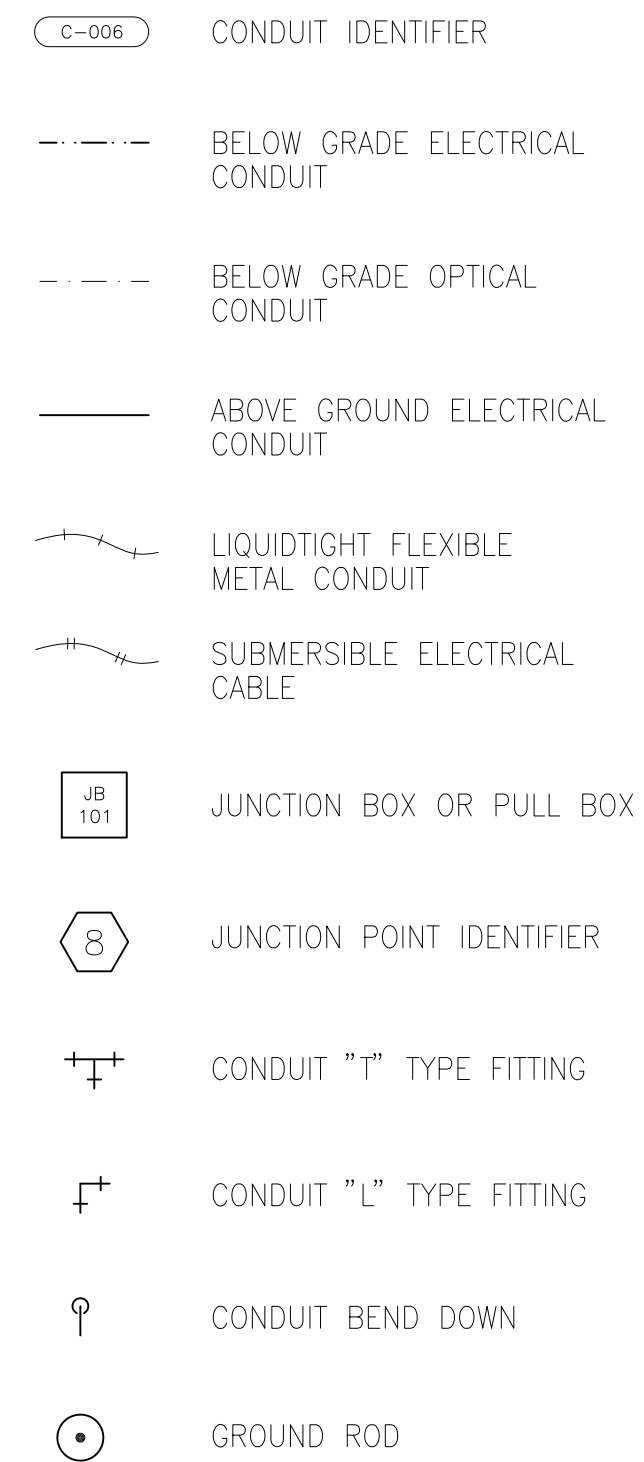 C-006 CONDUIT IDENTIFIER
BELOW GRADE ELECTRICAL
CONDUIT
BELOW GRADE OPTICAL
CONDUIT
ABOVE GROUND ELECTRICAL
CONDUIT
LIQUIDTIGHT FLEXIBLE
METAL CONDUIT
SUBMERSIBLE ELECTRICAL
CABLE
JB
101
JUNCTION BOX OR PULL BOX
8 JUNCTION POINT IDENTIFIER
CONDUIT ”T” TYPE FITTING
CONDUIT ”L” TYPE FITTING
CONDUIT BEND DOWN
GROUND ROD